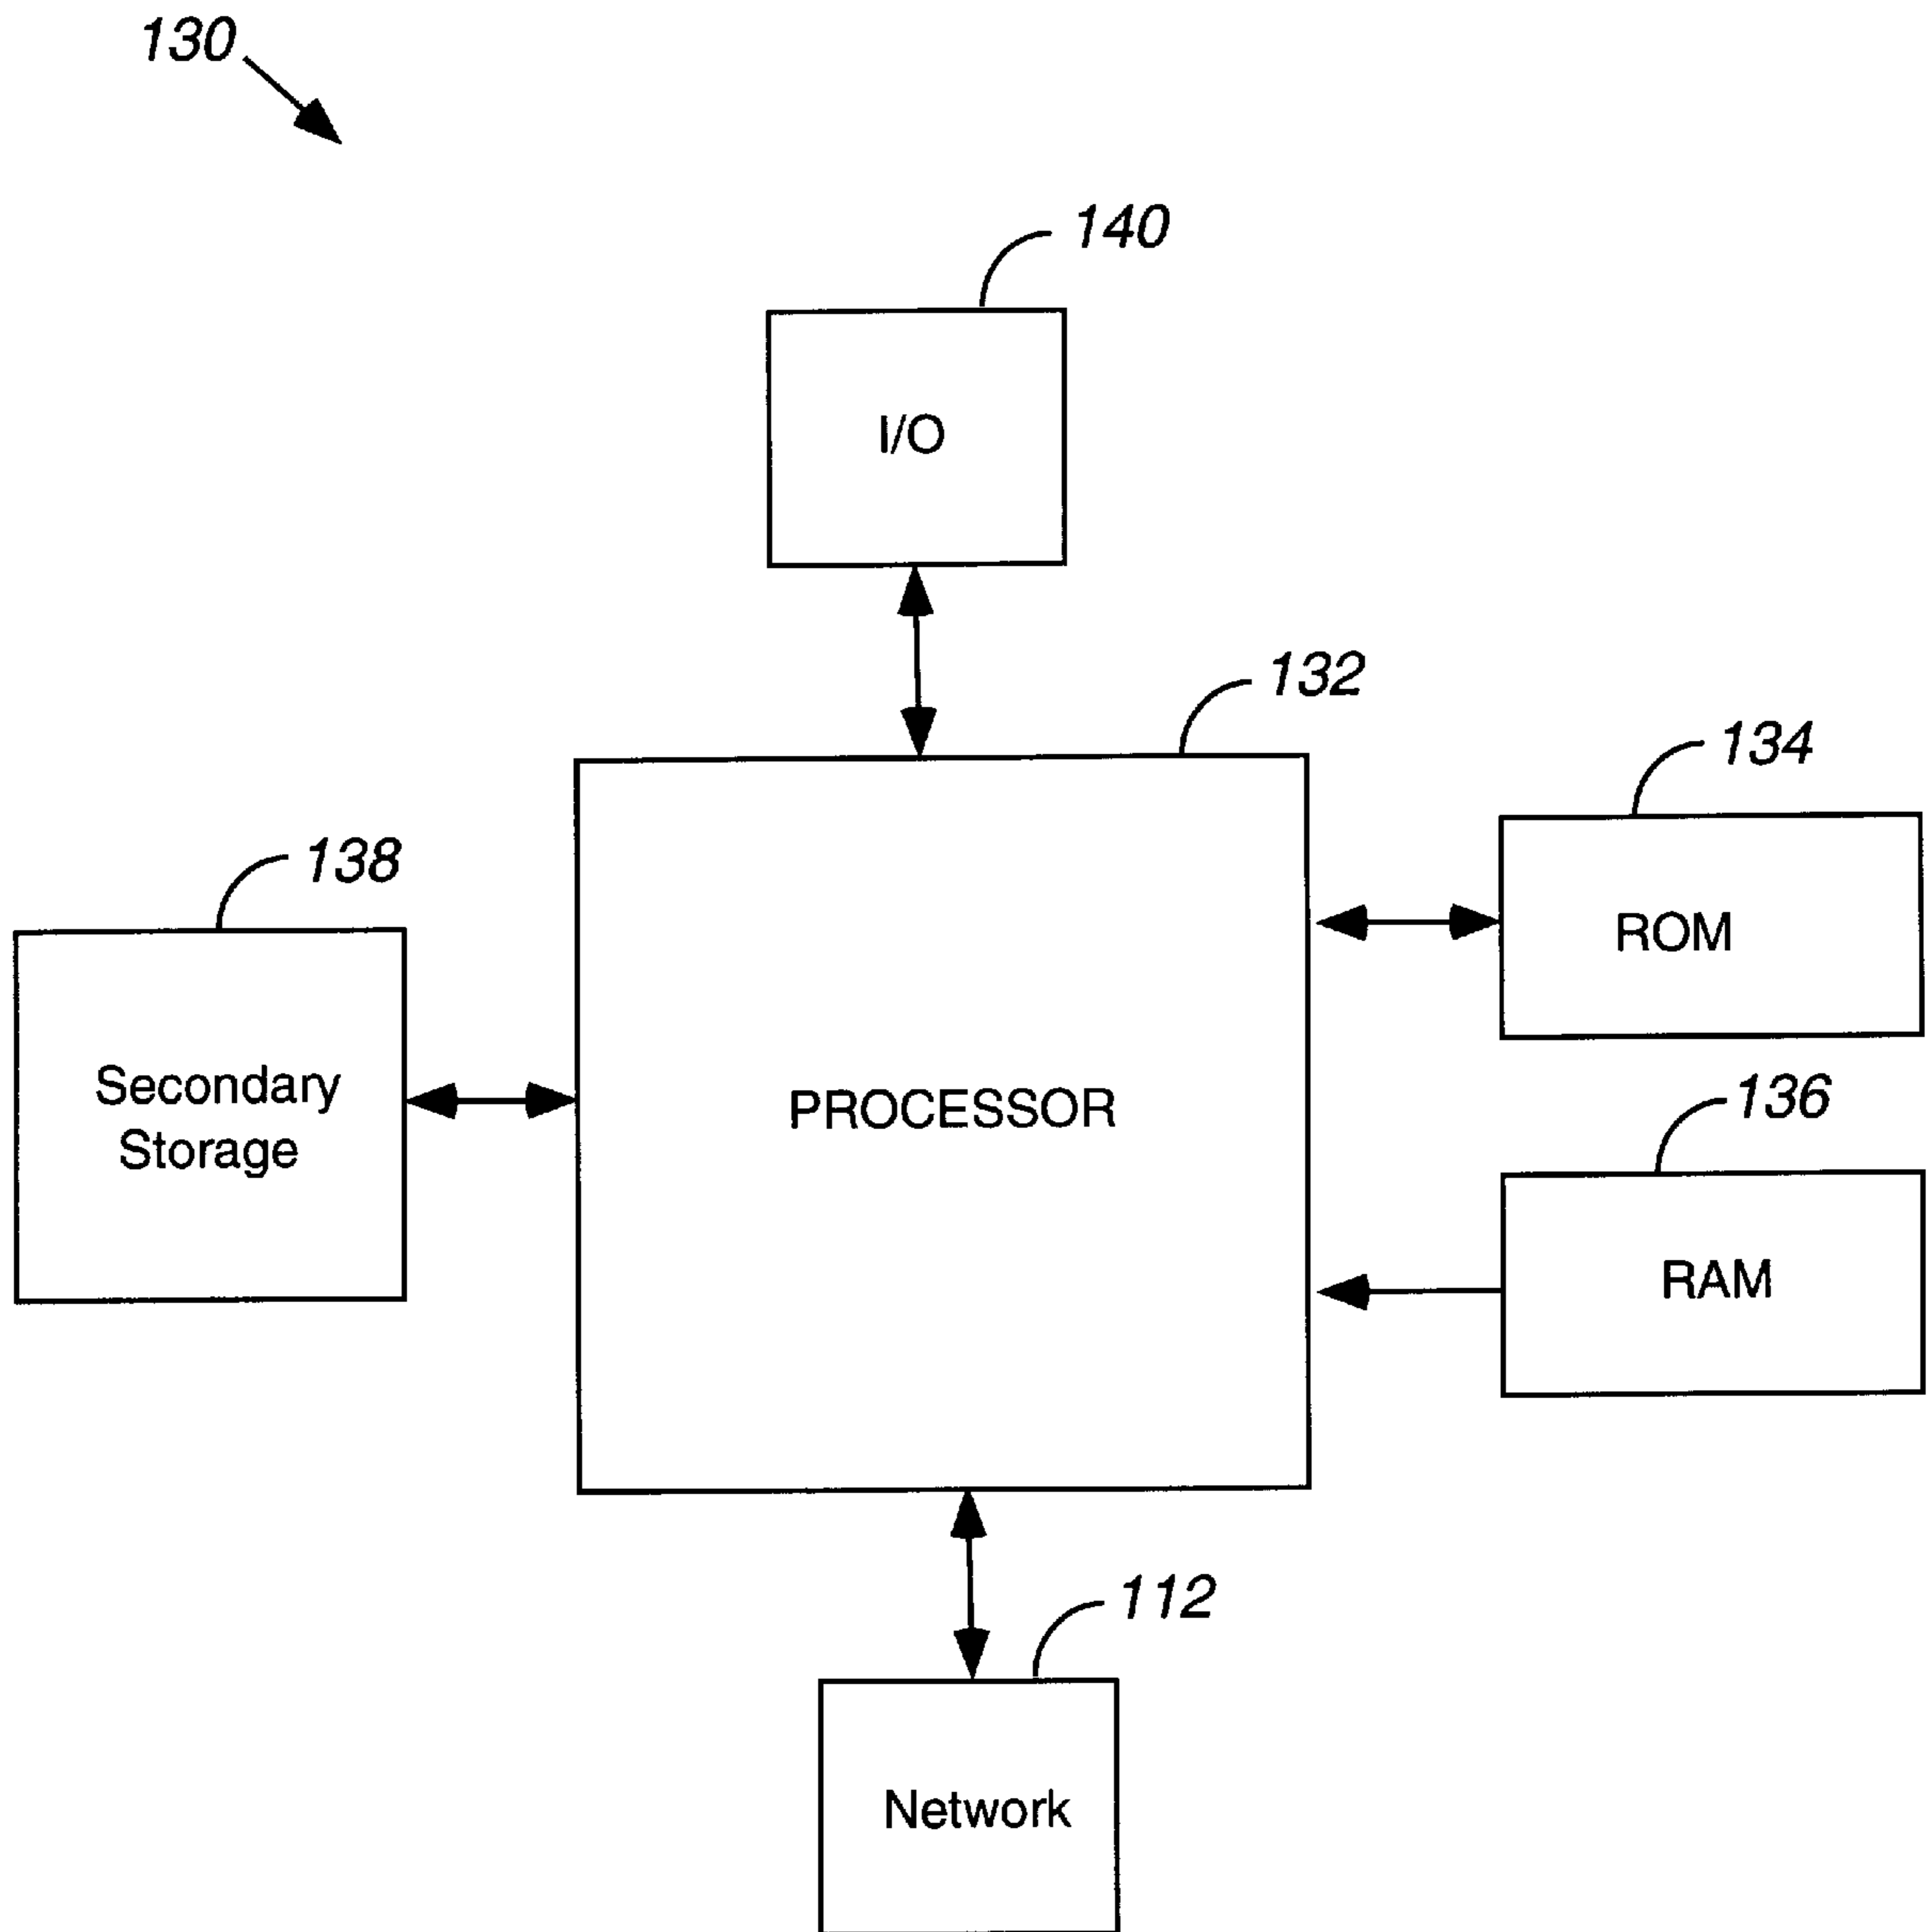 130
140
I/O
132
134
138
ROM
Secondary
Storage
PROCESSOR
136
RAM
112
Network